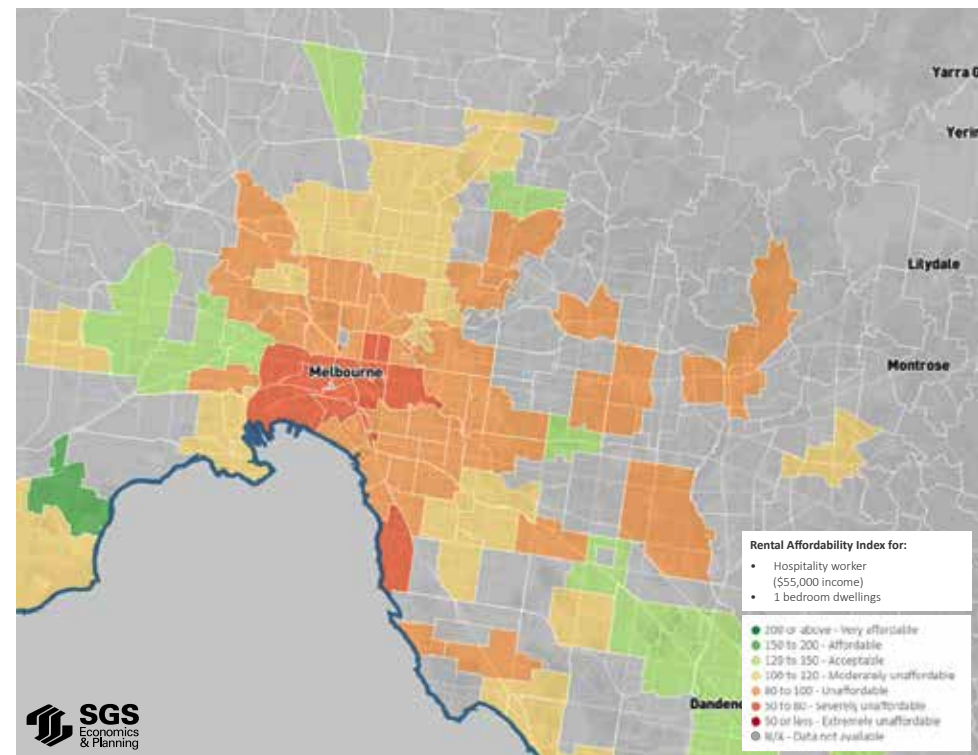 Yarra G
Yerin
Lilydale
Montrose
Melbourne
Rental Affordability Index for:
• Hospitality worker
($55,000 income)
• 1 bedroom dwellings
200 or above - Very affordable
150 to 200 - Affordable
120 to 150 - Acceptable
100 to 120 - Moderately unaffordable
80 to 100 - Unaffordable
50 to 80 - Severely unaffordable
50 or less - Extremely unaffordable
N/A - Data not available
Dandeno
SGS
Economics
& Planning